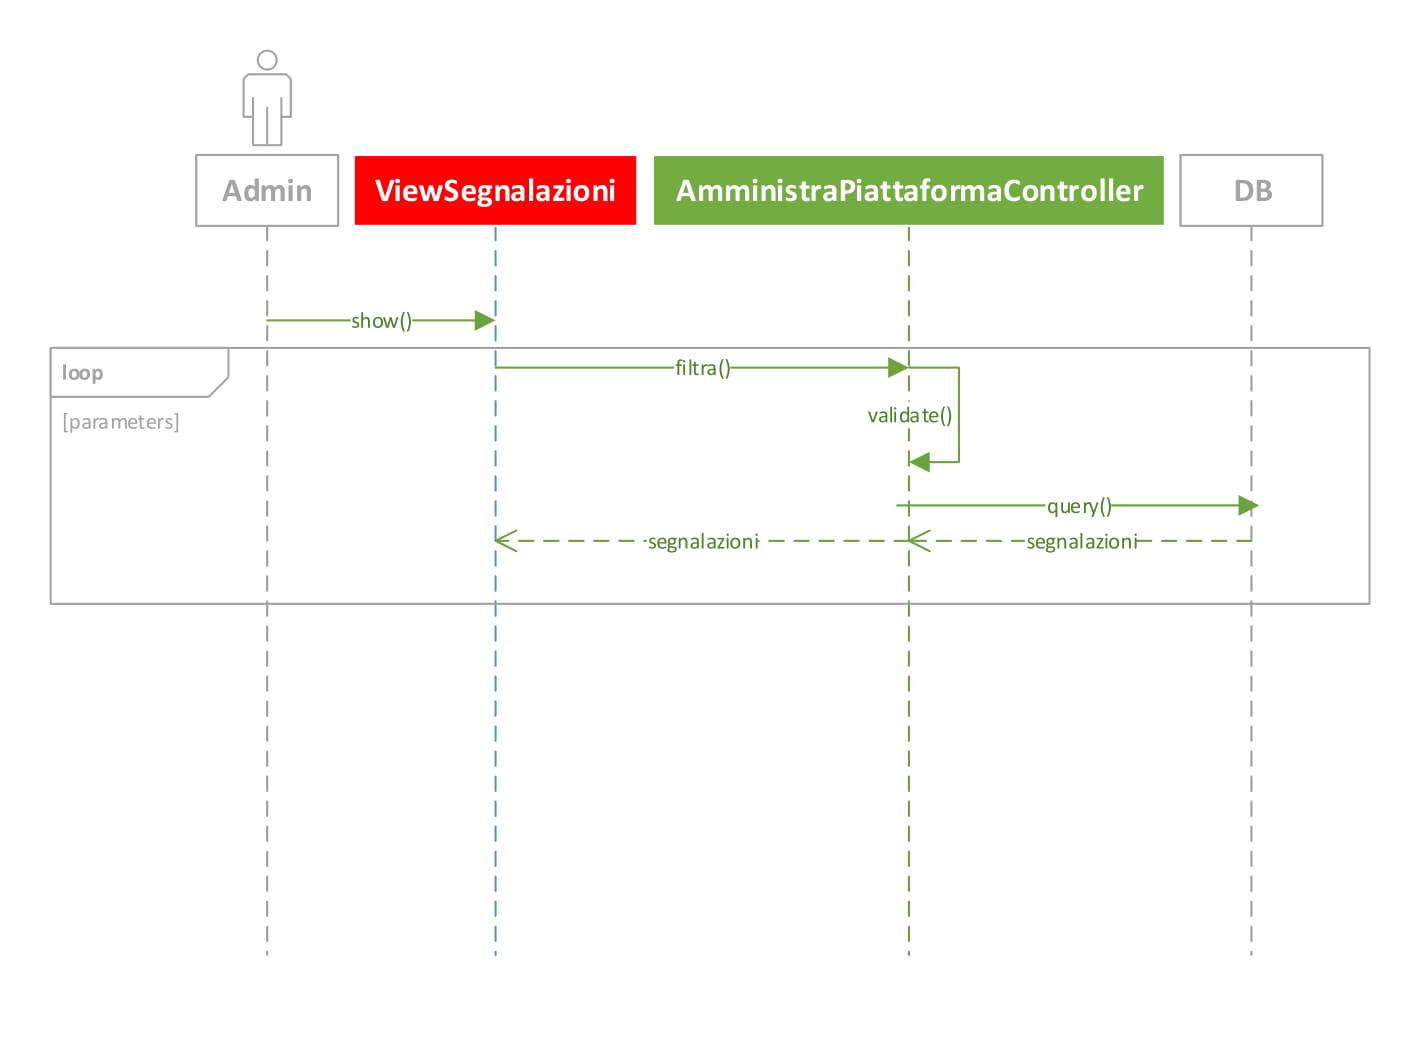 Admin
ViewSegnalazioni
AmministraPiattaformaController
DB
show()
loop
filtra()
[parameters]
validate()
query()
segnalazioni
segnalazioni